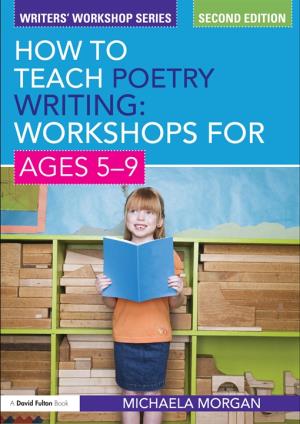 WRITERS' WORKSHOP SERIES
SECOND EDITION
HOW TO
TEACH POETRY
WRITING:
WORKSHOPS FOR
AGES 5–9
A David Fulton Book
MICHAELA MORGAN